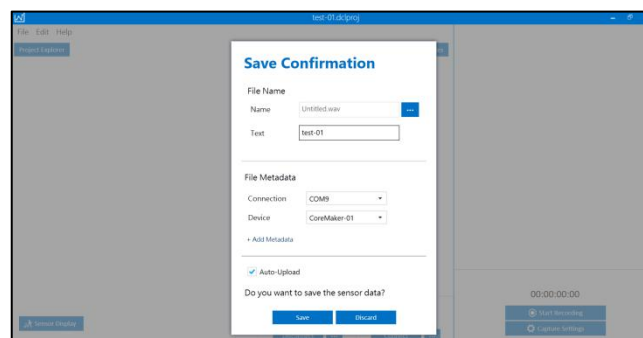 test-01.dclproj
File Edit Help
Project Explorer
Save Confirmation
File Name
Name Untitled.wav ...
Text test-01
File Metadata
Connection COM9
Device CoreMaker-01
+ Add Metadata
Auto-Upload
Do you want to save the sensor data?
Save Discard
00:00:00:00
Start Recording
Capture Settings
Sensor Display